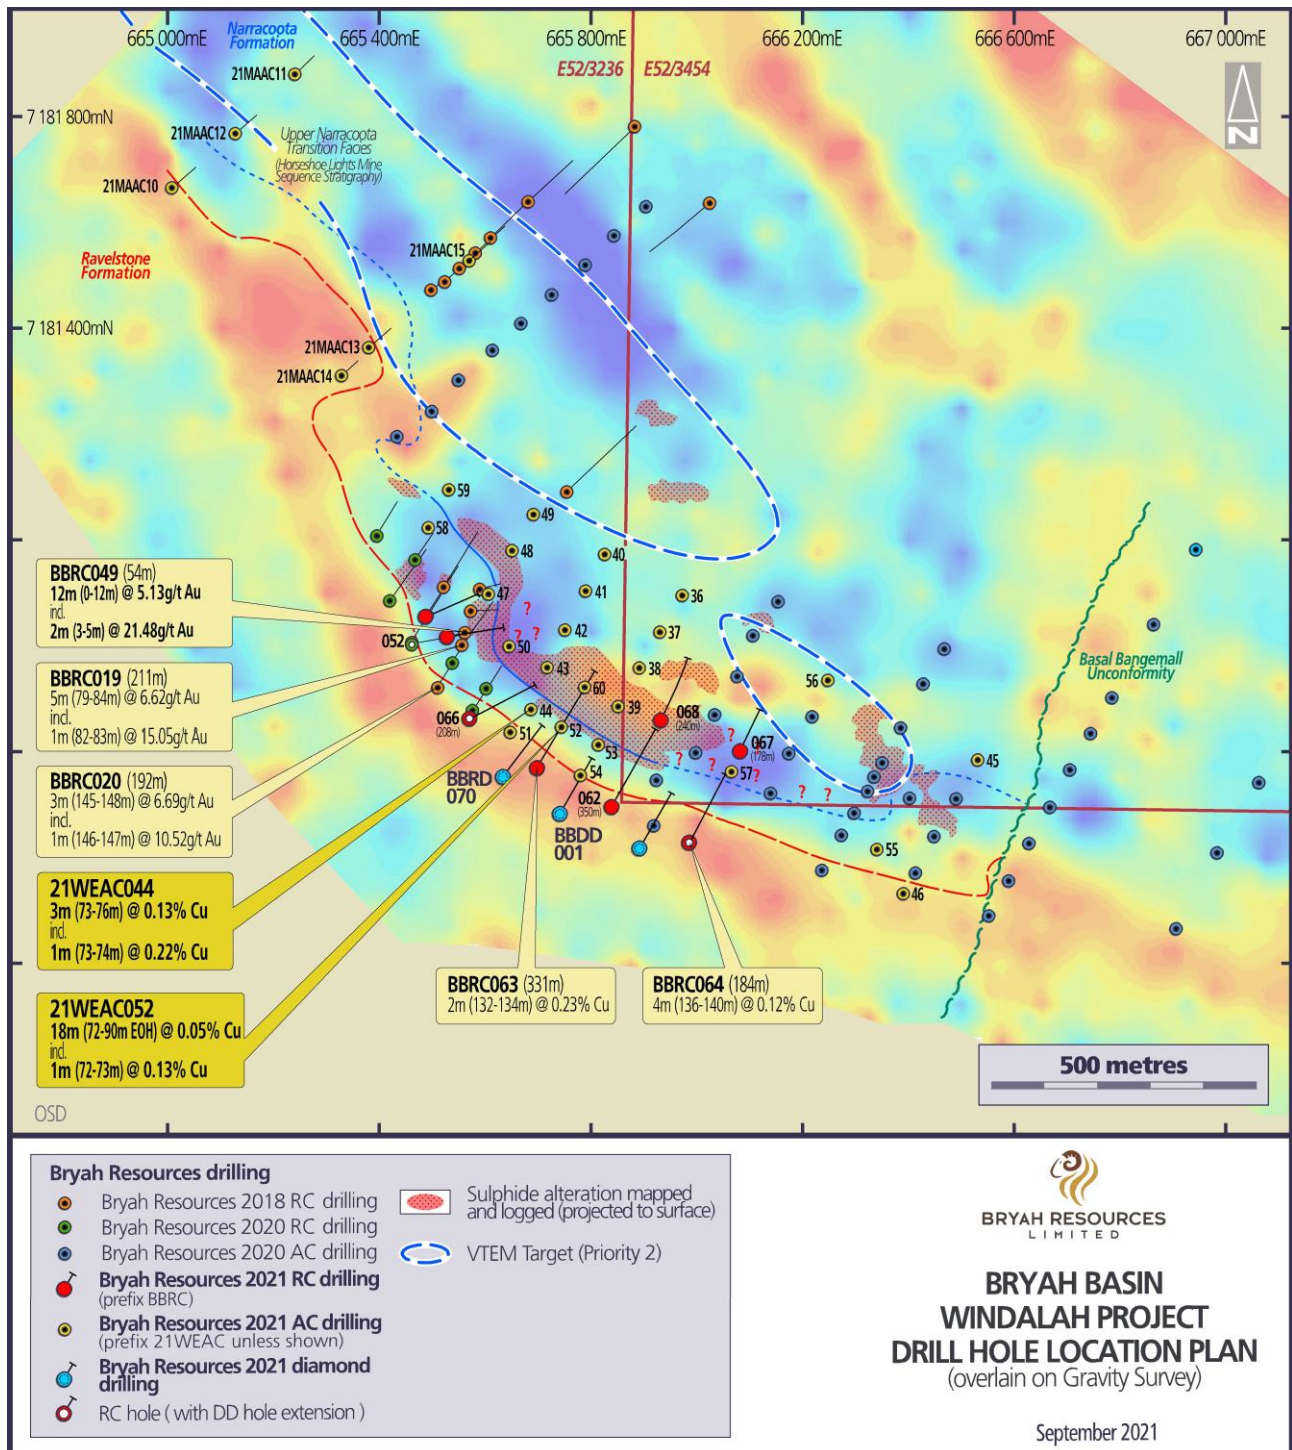 665 000mE
665 400mE
665 800mE
666 200mE
666 600mE
667 000mE
Narracoota
Formation
E52/3236
E52/3454
21MAAC11
7 181 800mN
21MAAC12
Upper Narracoota
Transition Facies
(Horseshoe Lights Mine
Sequence Stratigraphy)
N
21MAAC10
Ravelstone
Formation
21MAAC15
7 181 400mN
21MAAC13
21MAAC14
59
49
58
48
40
41
36
47
?
42
37
? ?
052
50
43
38
56
60
Basal Bangemall
Unconformity
066
(208m)
44
39
068
(240m)
51
52
53
?
?
067
(178m)
45
? ?
57
?
BBRD
070
54
062
(350m)
? ?
BBDD
001
55
46
BBRC049 (54m)
12m (0-12m) @ 5.13g/t Au
incl.
2m (3-5m) @ 21.48g/t Au
BBRC019 (211m)
5m (79-84m) @ 6.62g/t Au
incl.
1m (82-83m) @ 15.05g/t Au
BBRC020 (192m)
3m (145-148m) @ 6.69g/t Au
incl.
1m (146-147m) @ 10.52g/t Au
21WEAC044
3m (73-76m) @ 0.13% Cu
incl.
1m (73-74m) @ 0.22% Cu
21WEAC052
18m (72-90m EOH) @ 0.05% Cu
incl.
1m (72-73m) @ 0.13% Cu
BBRC063 (331m)
2m (132-134m) @ 0.23% Cu
BBRC064 (184m)
4m (136-140m) @ 0.12% Cu
500 metres
OSD
Bryah Resources drilling
Bryah Resources 2018 RC drilling
Bryah Resources 2020 RC drilling
Bryah Resources 2020 AC drilling
Bryah Resources 2021 RC drilling
(prefix BBRC)
Bryah Resources 2021 AC drilling
(prefix 21WEAC unless shown)
Bryah Resources 2021 diamond
drilling
RC hole ( with DD hole extension )
Sulphide alteration mapped
and logged (projected to surface)
VTEM Target (Priority 2)
BRYAH RESOURCES
LIMITED
BRYAH BASIN
WINDALAH PROJECT
DRILL HOLE LOCATION PLAN
(overlain on Gravity Survey)
September 2021